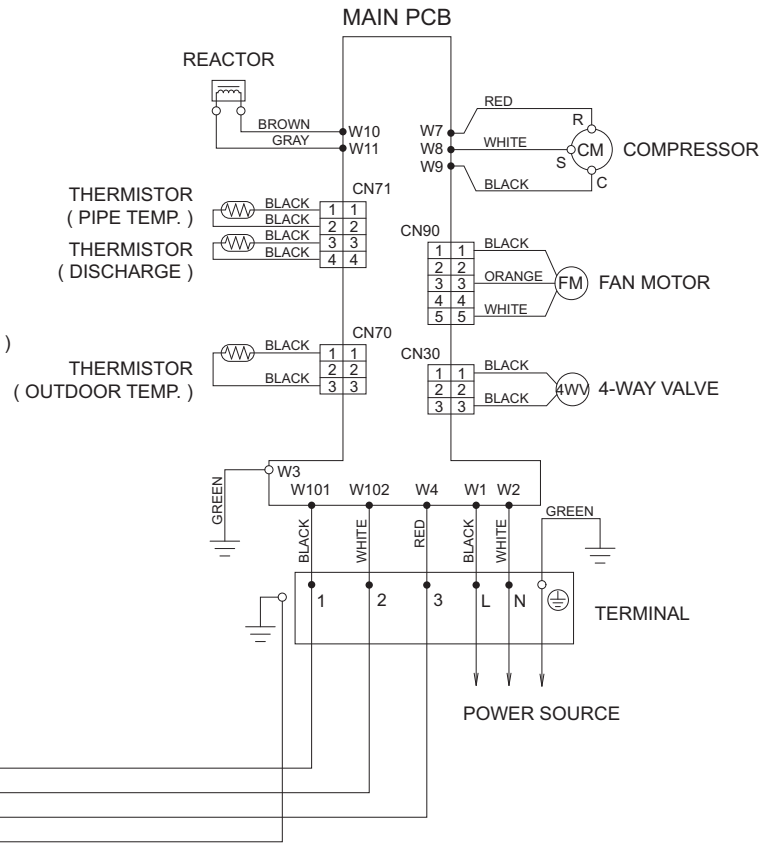 MAIN PCB
REACTOR
BROWN
GRAY
W10
W11
W7
W8
W9
RED
WHITE
BLACK
R
S
C
CM
COMPRESSOR
THERMISTOR
( PIPE TEMP. )
THERMISTOR
( DISCHARGE )
BLACK
BLACK
BLACK
BLACK
CN71
1 1
2 2
3 3
4 4
CN90
1 1
2 2
3 3
4 4
5 5
BLACK
ORANGE
WHITE
FM
FAN MOTOR
)
THERMISTOR
( OUTDOOR TEMP. )
BLACK
BLACK
CN70
1 1
2 2
3 3
CN30
1 1
2 2
3 3
BLACK
BLACK
4WV
4-WAY VALVE
W3
GREEN
W101 W102 W4 W1 W2
BLACK
WHITE
RED
BLACK
WHITE
GREEN
1 2 3 L N
TERMINAL
POWER SOURCE